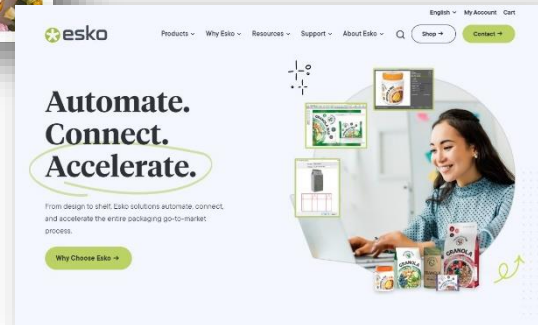 English My Account Cart
esko Products Why Esko Resources Support About Esko Shop → Contact →
Automate.
Connect.
Accelerate.
From design to shelf. Esko solutions automate, connect,
and accelerate the entire packaging go-to-market
process.
Why Choose Esko →
GRANOLA
GRANOLA